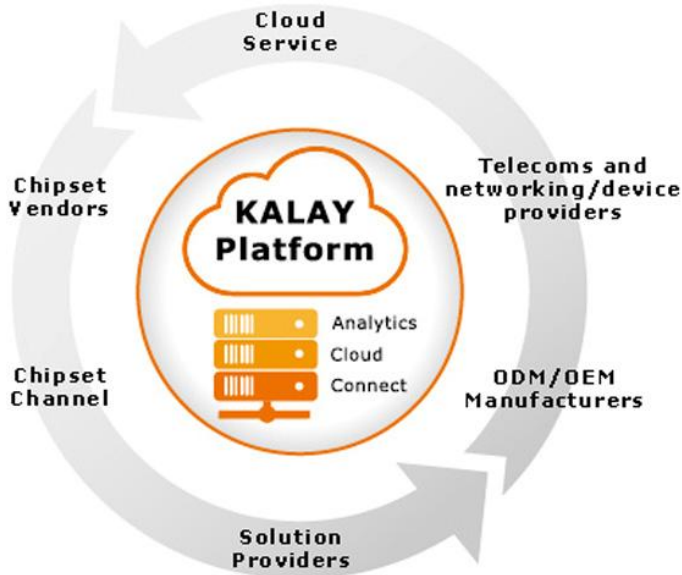 Cloud
Service
Chipset
Vendors
Telecoms and
networking/device
providers
KALAY
Platform
Analytics
Cloud
Connect
Chipset
Channel
ODM/OEM
Manufacturers
Solution
Providers